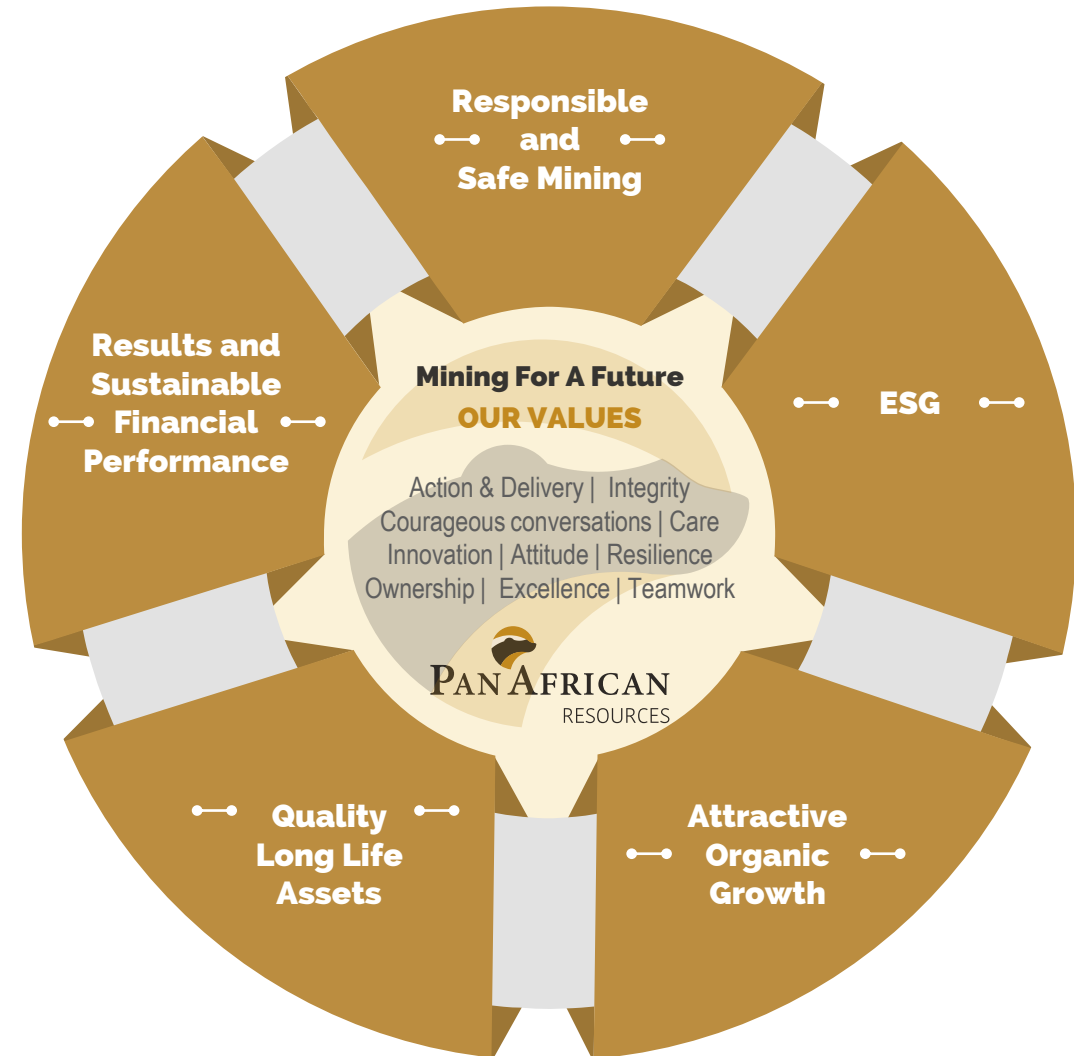 Responsible
and
Safe Mining
ESG
Attractive
Organic
Growth
Quality
Long Life
Assets
Results and
Sustainable
Financial
Performance
Mining For A Future
OUR VALUES
Action & Delivery | Integrity
Courageous conversations | Care
Innovation | Attitude | Resilience
Ownership | Excellence | Teamwork
PAN AFRICAN
RESOURCES